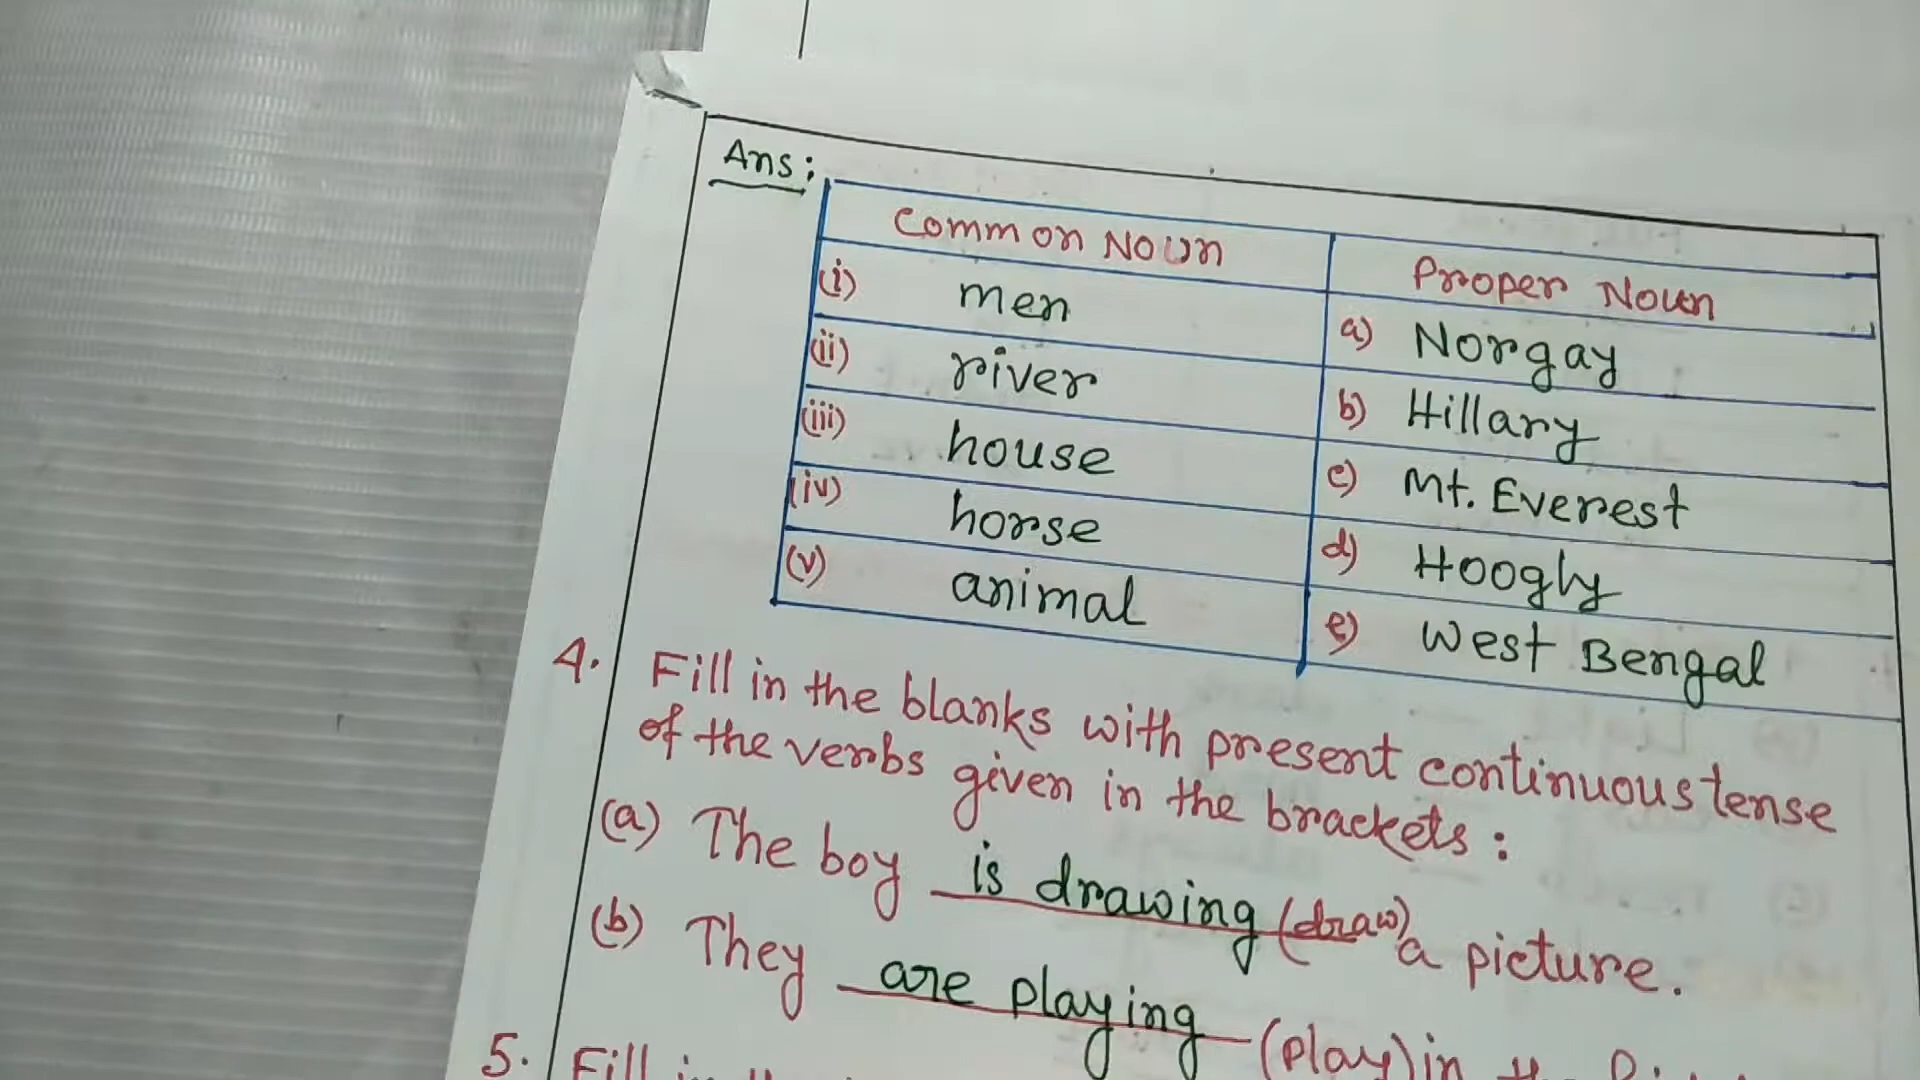 Ans:
Common Noun Proper Noun
(i) men a) Norgay
(ii) river b) Hillary
(iii) house c) Mt. Everest
(iv) horse d) Hoogly
(v) animal e) West Bengal
4. Fill in the blanks with present continuous tense
of the verbs given in the brackets:
(a) The boy is drawing (draw) a picture.
(b) They are playing (play) in
5. Fill in